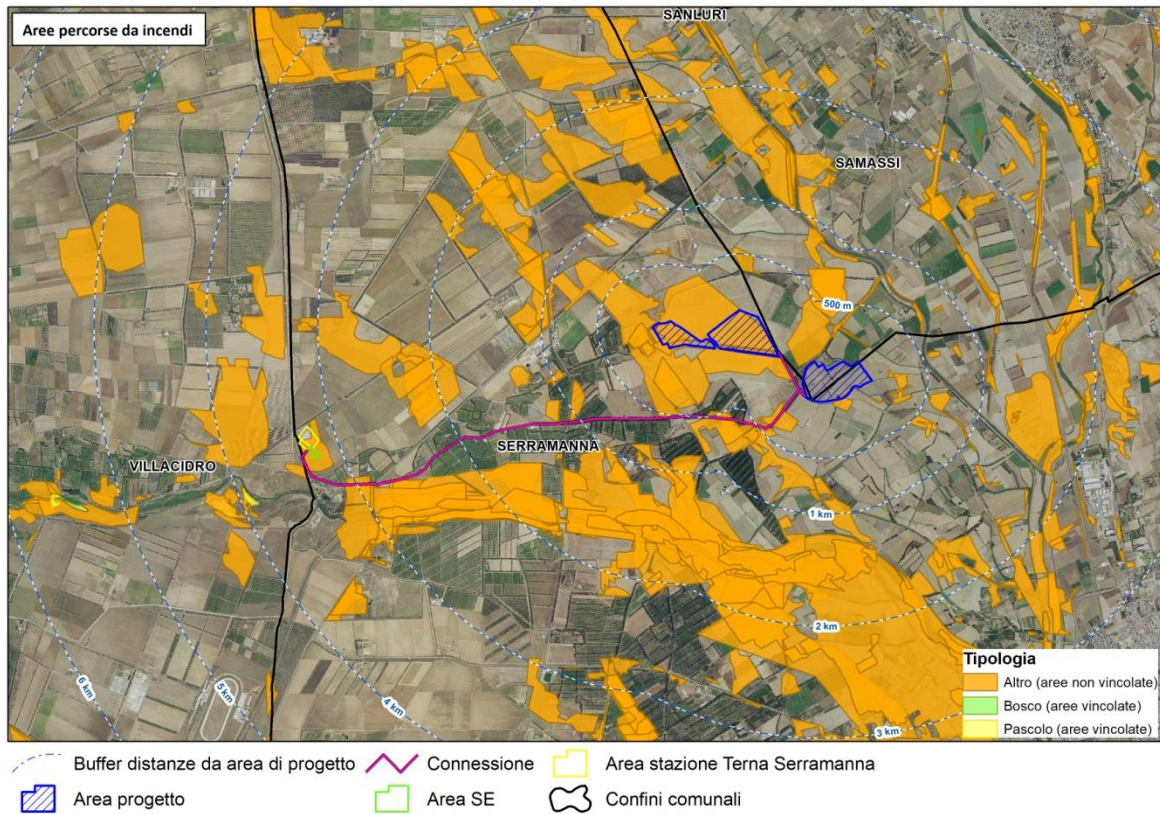 Aree percorse da incendi
SANLURI
SAMASSI
500 m
SERRAMANNA
VILLACIDRO
1 km
2 km
6 km
5 km
4 km
3 km
Tipologia
Altro (aree non vincolate)
Bosco (aree vincolate)
Pascolo (aree vincolate)
Buffer distanze da area di progetto
Connessione
Area stazione Terna Serramanna
Area progetto
Area SE
Confini comunali